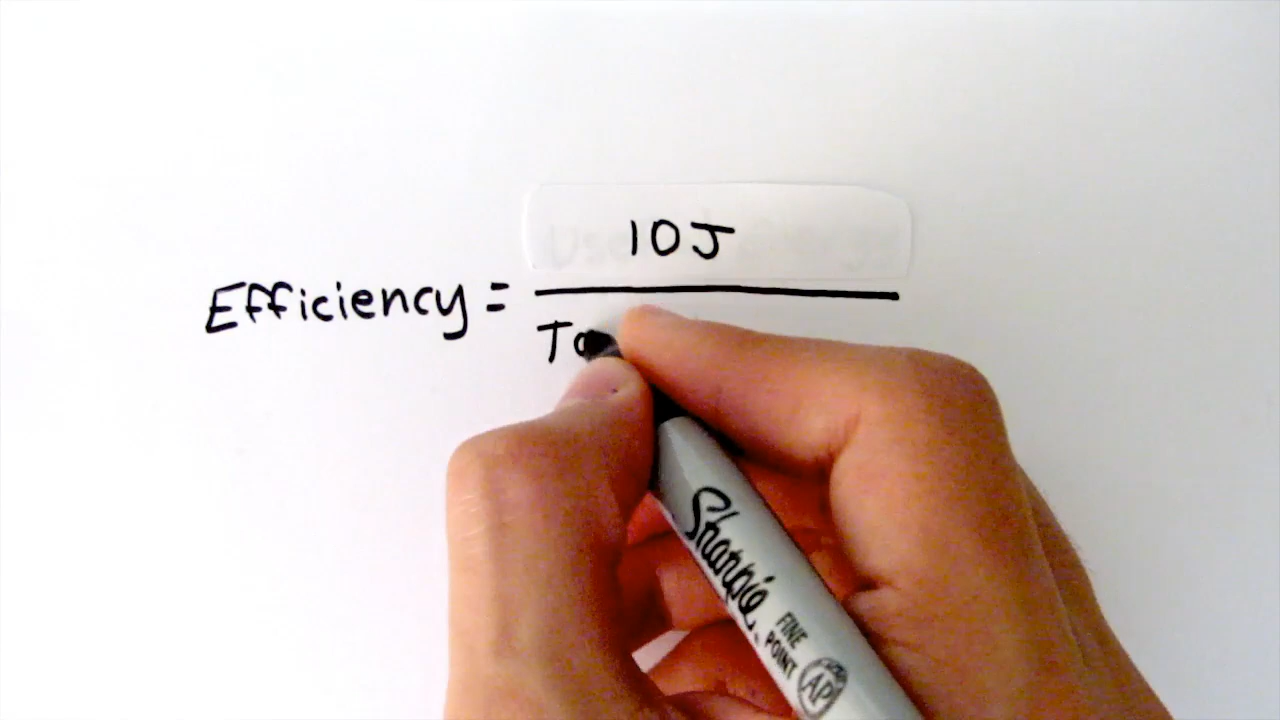 10J
Efficiency =
To
Sharpie.
FINE
POINT
AP